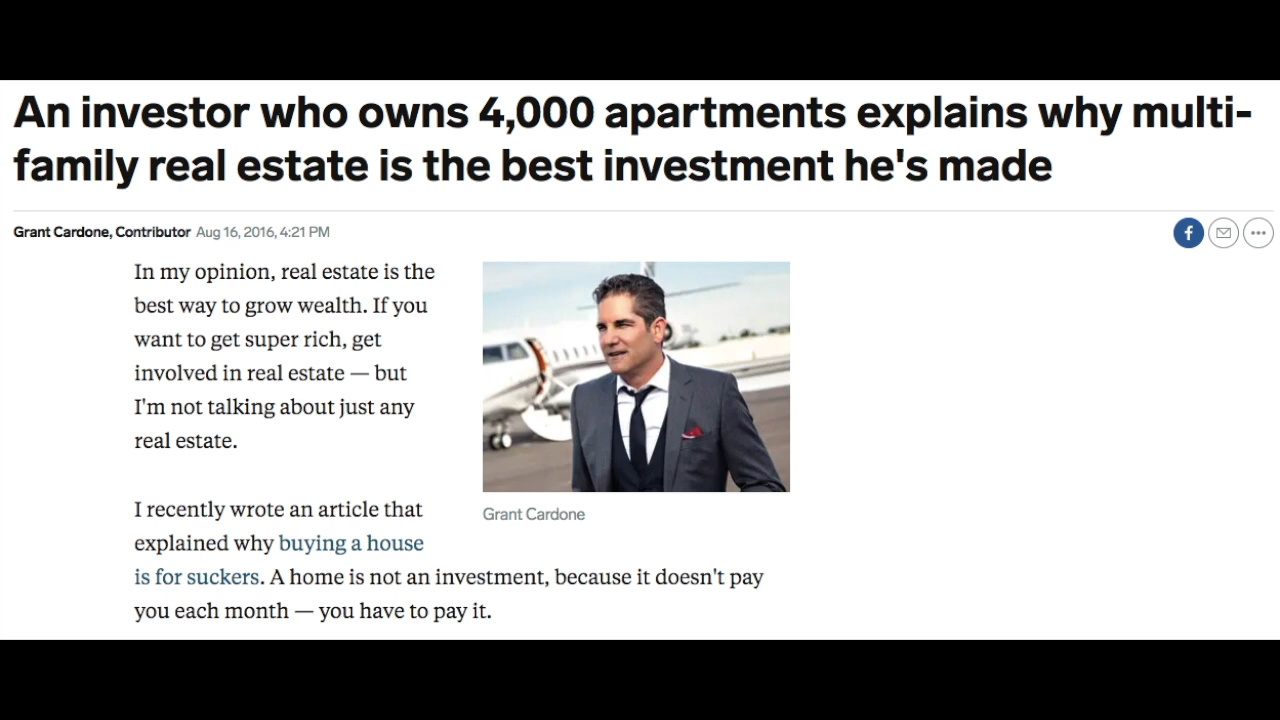 An investor who owns 4,000 apartments explains why multi-
family real estate is the best investment he's made
Grant Cardone, Contributor Aug 16, 2016, 4:21 PM
f
In my opinion, real estate is the
best way to grow wealth. If you
want to get super rich, get
involved in real estate — but
I'm not talking about just any
real estate.
Grant Cardone
I recently wrote an article that
explained why buying a house
is for suckers. A home is not an investment, because it doesn't pay
you each month — you have to pay it.